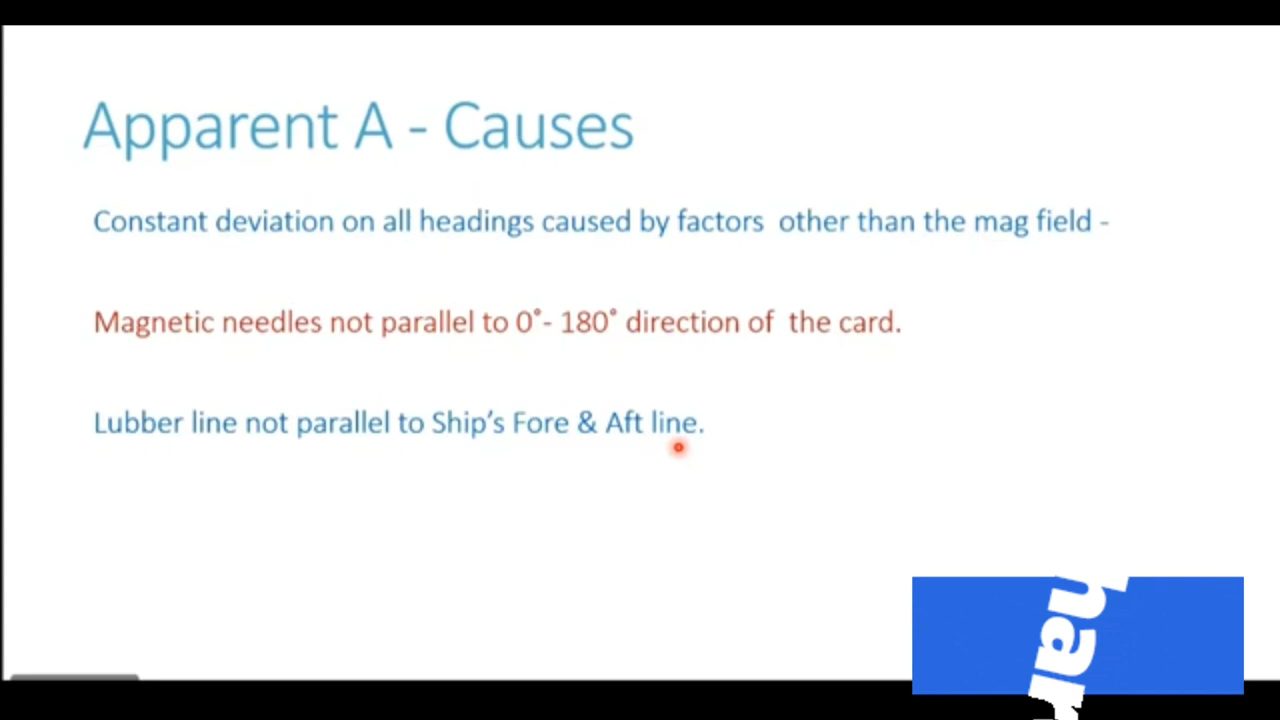 Apparent A - Causes
Constant deviation on all headings caused by factors other than the mag field -
Magnetic needles not parallel to 0˚- 180˚ direction of the card.
Lubber line not parallel to Ship’s Fore & Aft line.